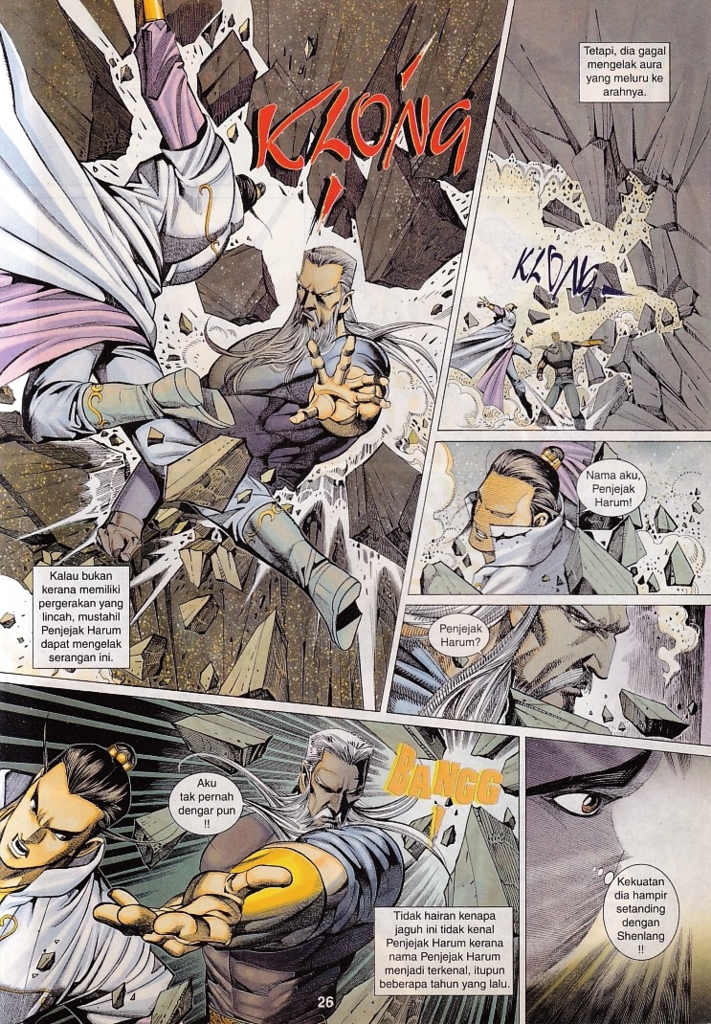 KLONG
!
Kalau bukan
kerana memiliki
pergerakan yang
lincah, mustahil
Penjejak Harum
dapat mengelak
serangan ini.
Tetapi, dia gagal
mengelak aura
yang meluru ke
arahnya.
KLONG
Nama aku,
Penjejak
Harum!
Penjejak
Harum?
Aku
tak pernah
dengar pun
!!
BANGG
!
Tidak hairan kenapa
jaguh ini tidak kenal
Penjejak Harum kerana
nama Penjejak Harum
menjadi terkenal, itupun
beberapa tahun yang lalu.
Kekuatan
dia hampir
setanding
dengan
Shenlang
!!
26